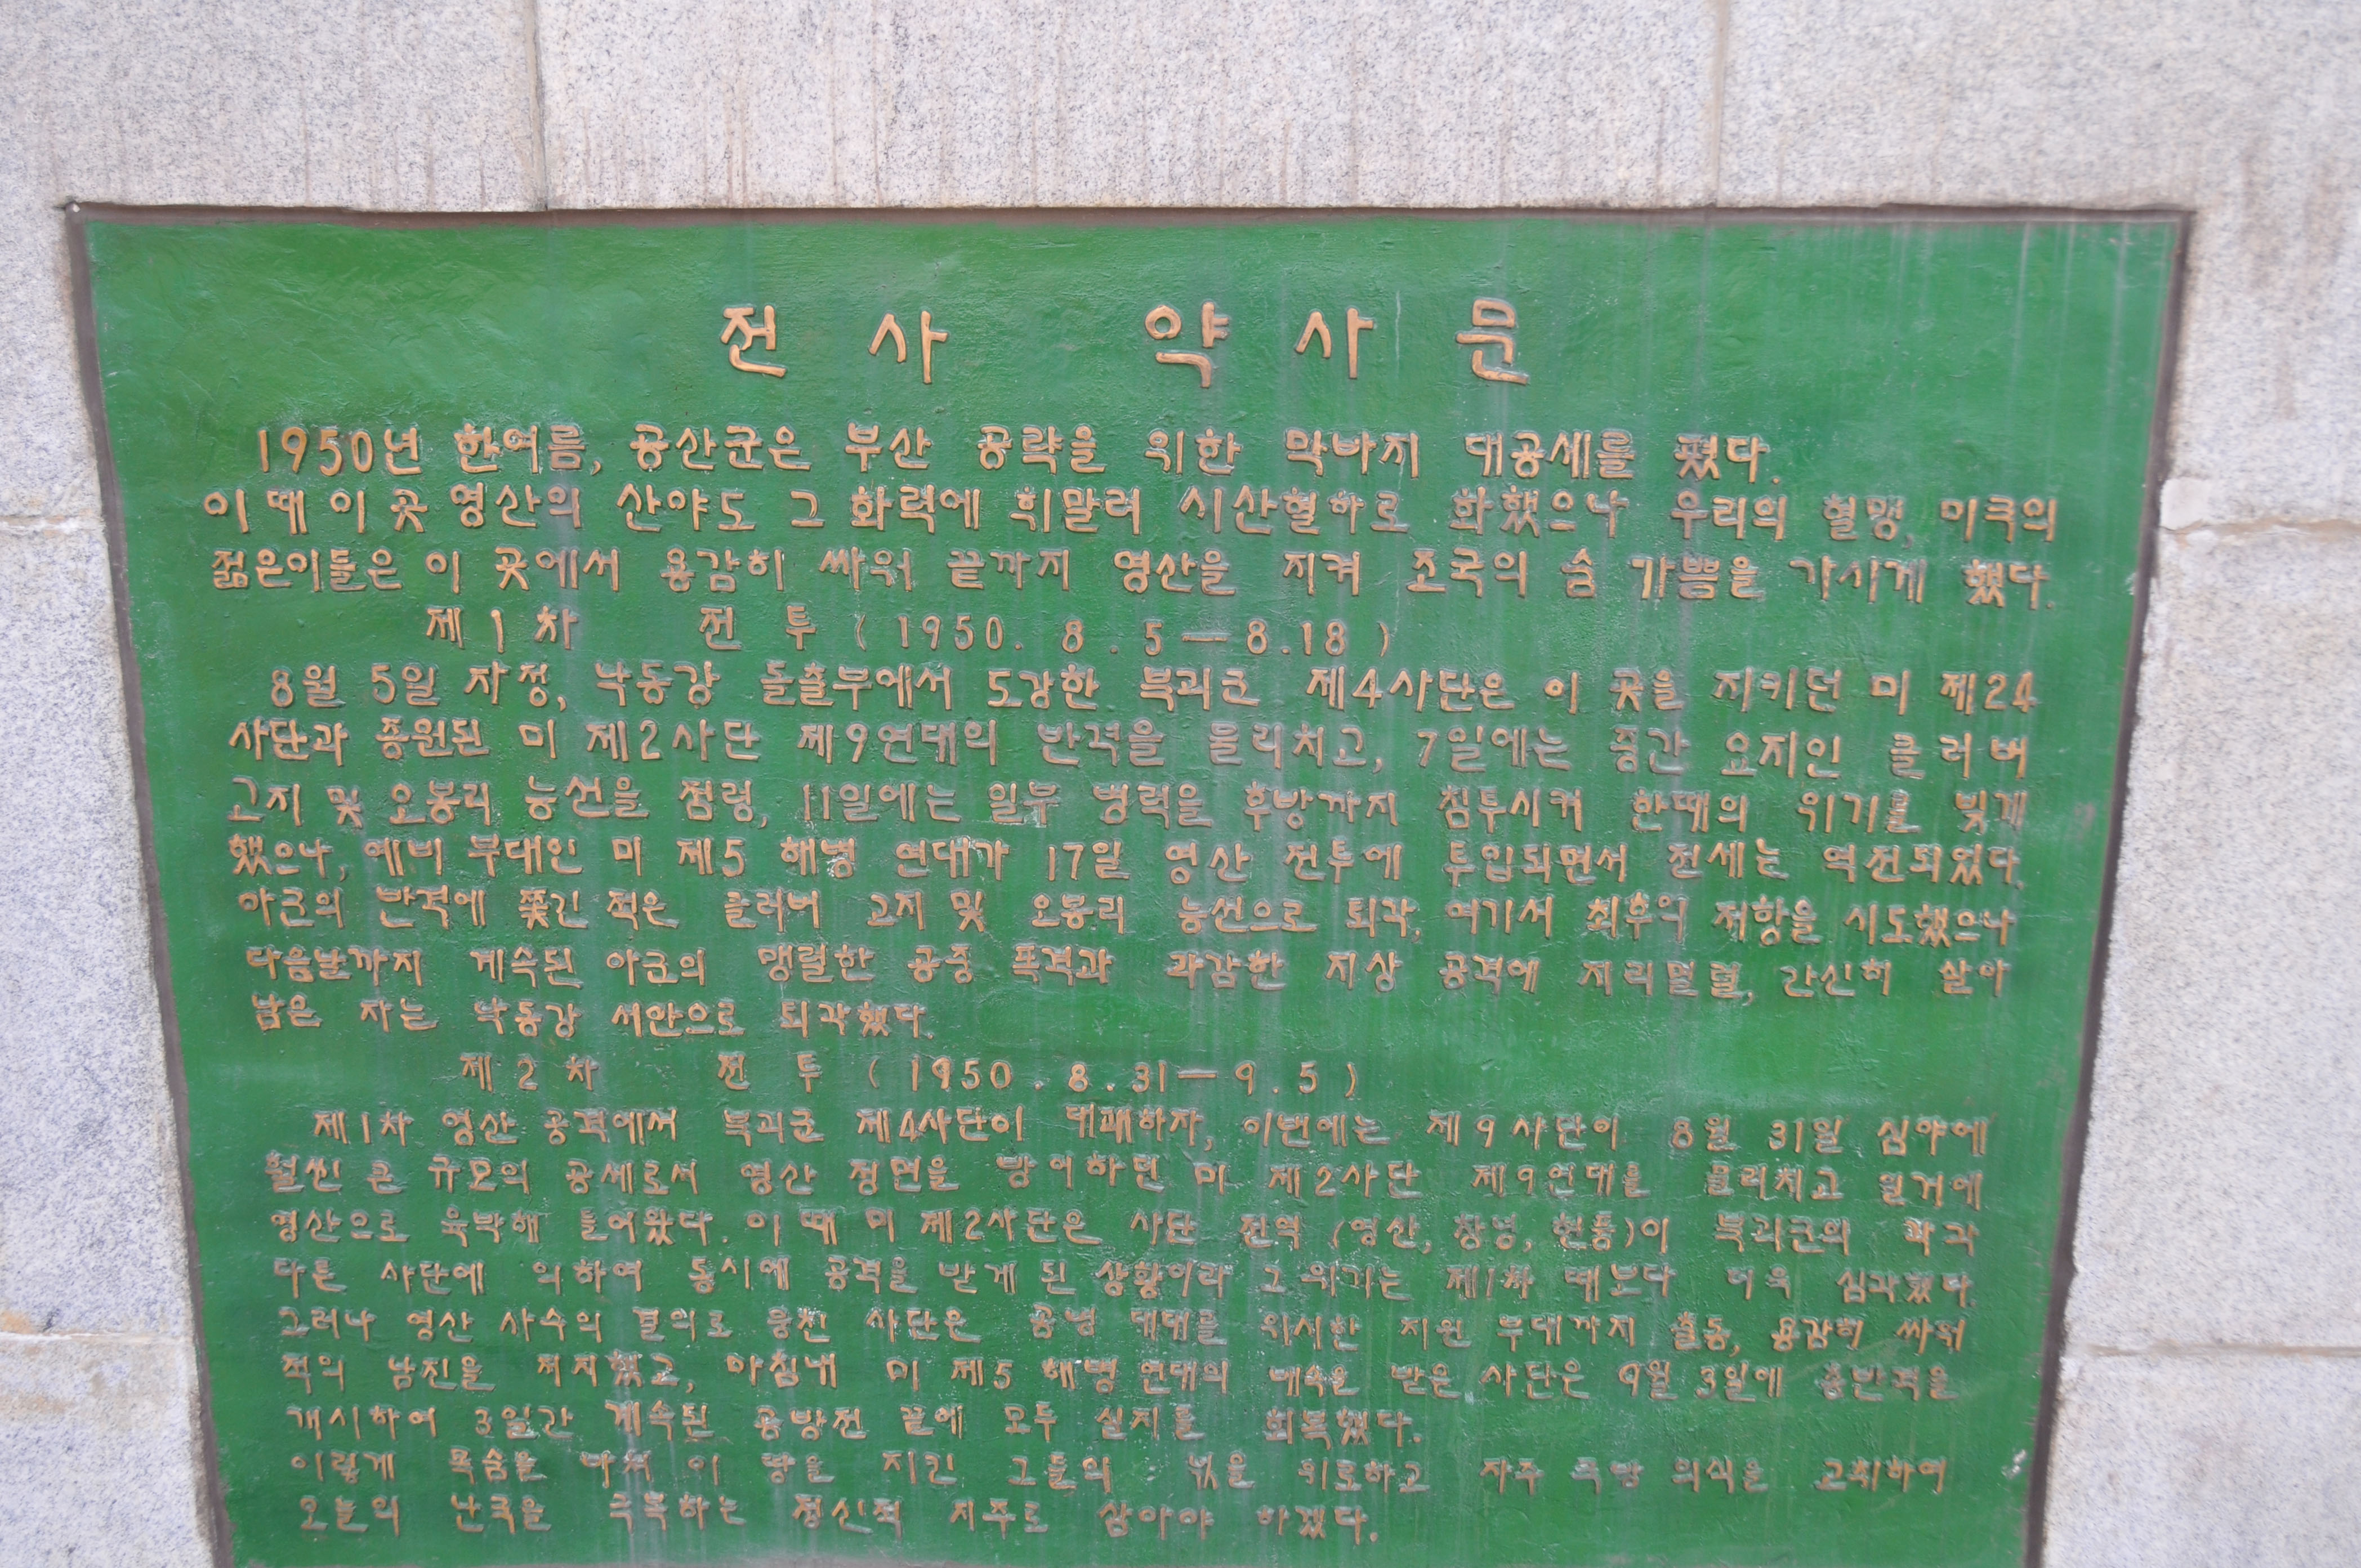 전사 약사문
1950년 한여름, 공산군은 부산 공략을 위한 막바지 대공세를 폈다.
이 때 이 곳 영산의 산야도 그 화력에 휘말려 시산혈하로 화했으나 우리의 혈맹, 미국의
젊은이들은 이 곳에서 용감히 싸워 끝까지 영산을 지켜 조국의 숨 가쁨을 가시게 했다.
제1차 전투 (1950. 8. 5—8.18)
8월 5일 자정, 낙동강 돌출부에서 도강한 북괴군 제4사단은 이 곳을 지키던 미 제24
사단과 증원된 미 제2사단 제9연대의 반격을 물리치고, 7일에는 중간 요지인 클러버
고지 및 오봉리 능선을 점령, 11일에는 일부 병력을 후방까지 침투시켜 한때의 위기를 빚게
했으나, 예비 부대인 미 제5 해병 연대가 17일 영산 전투에 투입되면서 전세는 역전되었다.
아군의 반격에 쫓긴 적은 클러버 고지 및 오봉리 능선으로 퇴각, 여기서 최후의 저항을 시도했으나
다음날까지 계속된 아군의 맹렬한 공중 폭격과 과감한 지상 공격에 지리멸렬, 간신히 살아
남은 자는 낙동강 서안으로 퇴각했다.
제2차 전투 (1950. 8. 31—9. 5)
제1차 영산 공격에서 북괴군 제4사단이 대패하자, 이번에는 제9사단이 8월 31일 심야에
훨씬 큰 규모의 공세로서 영산 정면을 방어하던 미 제2사단 제9연대를 물리치고 일거에
영산으로 육박해 들어왔다. 이 때 미 제2사단은 사단 전역 (영산, 창녕, 현풍)이 북괴군의 각각
다른 사단에 의하여 동시에 공격을 받게 된 상황이라 그 위기는 제1차 때보다 더욱 심각했다.
그러나 영산 사수의 결의로 뭉친 사단은 공병 대대를 위시한 지원 부대까지 출동, 용감히 싸워
적의 남진을 저지했고, 마침내 미 제5 해병 연대의 배속을 받은 사단은 9월 3일에 총반격을
개시하여 3일간 계속된 공방전 끝에 모두 실지를 회복했다.
이렇게 목숨을 바쳐 이 땅을 지킨 그들의 넋을 위로하고 자주 국방 의식을 고취하여
오늘의 난국을 극복하는 정신적 지주로 삼아야 하겠다.